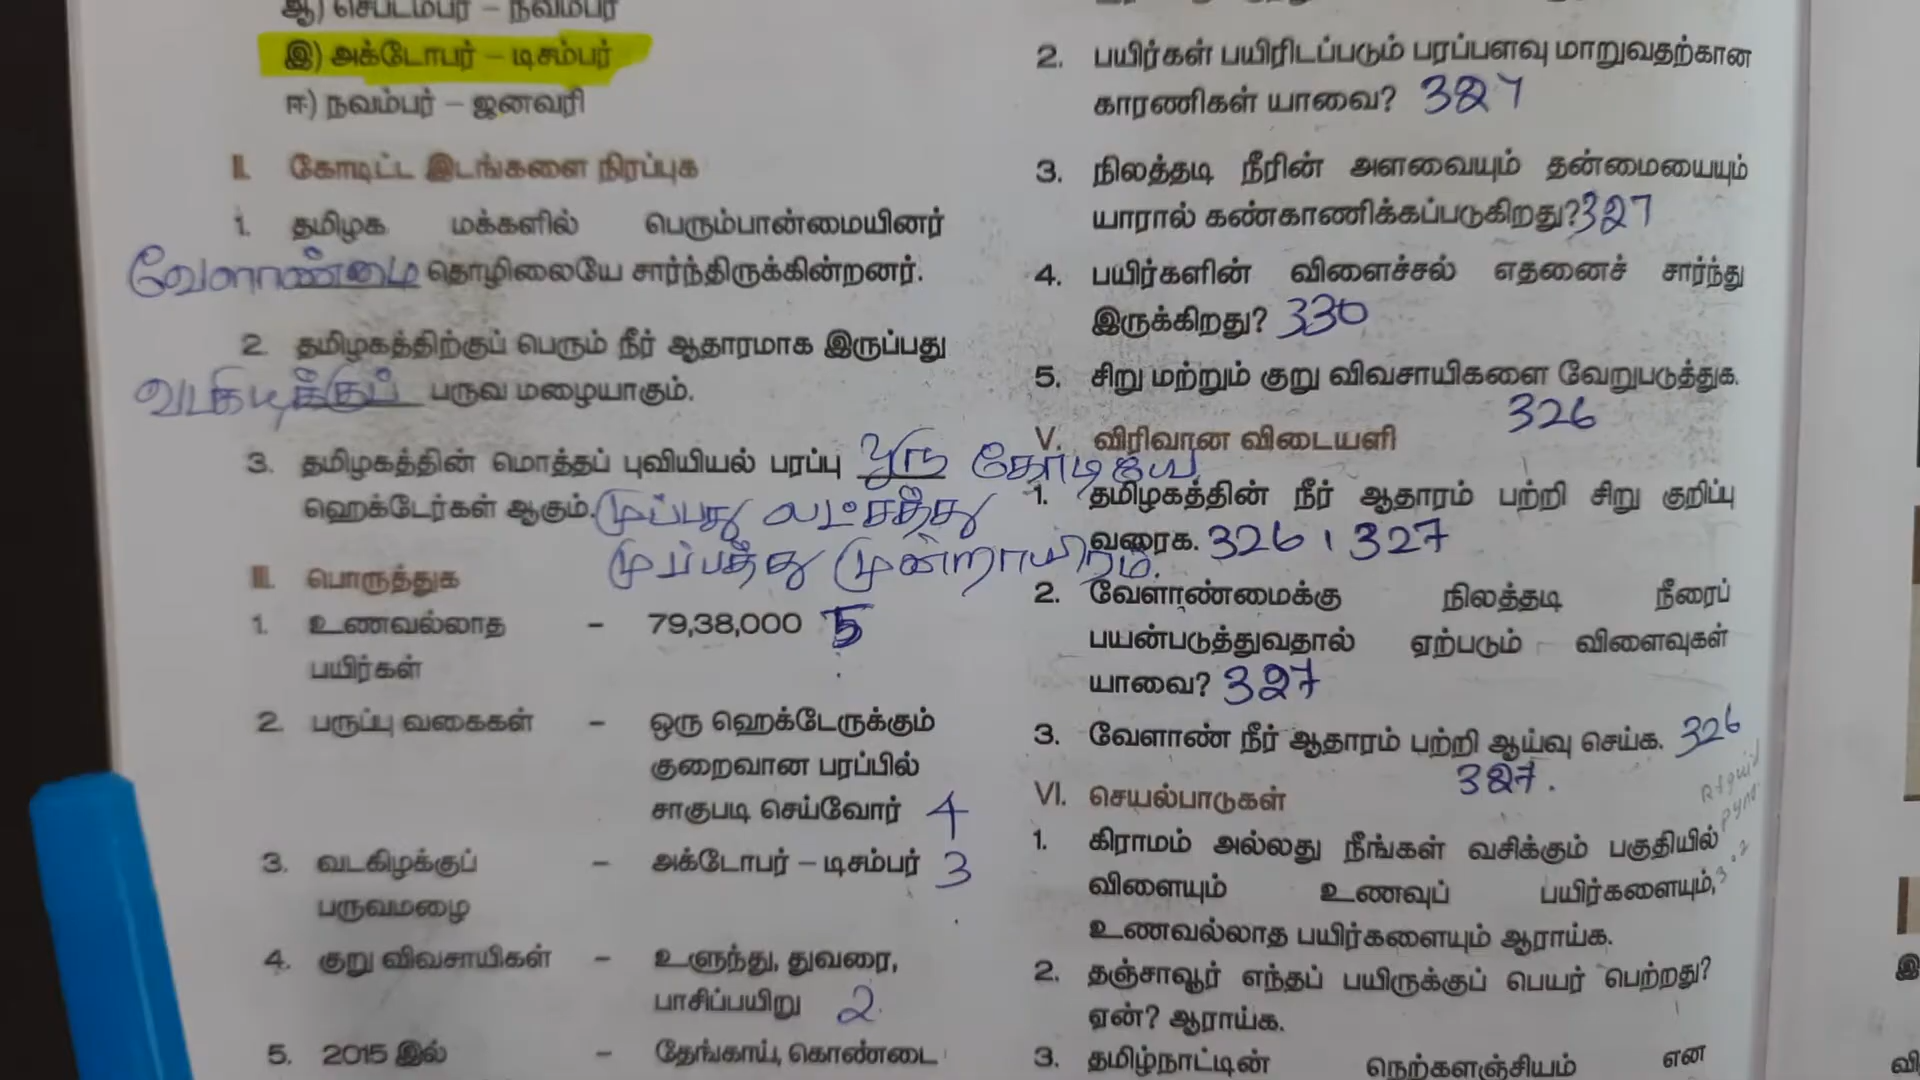 ஆ) செப்டம்பர் – நவம்பர்
இ) அக்டோபர் – டிசம்பர்
ஈ) நவம்பர் – ஜனவரி
II. கோடிட்ட இடங்களை நிரப்புக
1. தமிழக மக்களில் பெரும்பான்மையினர்
வேளாண்மை தொழிலையே சார்ந்திருக்கின்றனர்.
2. தமிழகத்திற்குப் பெரும் நீர் ஆதாரமாக இருப்பது
பருவ மழையாகும்.
3. தமிழகத்தின் மொத்தப் புவியியல் பரப்பு ஒரு கோடியே
ஹெக்டேர்கள் ஆகும். முப்பது லட்சத்து
முப்பத்து முன்றாயிரம்.
III. பொருத்துக
1. உணவல்லாத – 79,38,000 5
பயிர்கள்
2. பருப்பு வகைகள் – ஒரு ஹெக்டேருக்கும்
குறைவான பரப்பில்
சாகுபடி செய்வோர் 4
3. வடகிழக்குப் – அக்டோபர் – டிசம்பர் 3
பருவமழை
4. குறு விவசாயிகள் – உளுந்து, துவரை,
பாசிப்பயிறு 2
5. 2015 இல் – தேங்காய், கொண்டை
2. பயிர்கள் பயிரிடப்படும் பரப்பளவு மாறுவதற்கான
காரணிகள் யாவை? 327
3. நிலத்தடி நீரின் அளவையும் தன்மையையும்
யாரால் கண்காணிக்கப்படுகிறது? 327
4. பயிர்களின் விளைச்சல் எதனைச் சார்ந்து
இருக்கிறது? 330
5. சிறு மற்றும் குறு விவசாயிகளை வேறுபடுத்துக.
326
V. விரிவான விடையளி
1. தமிழகத்தின் நீர் ஆதாரம் பற்றி சிறு குறிப்பு
வரைக. 326, 327
2. வேளாண்மைக்கு நிலத்தடி நீரைப்
பயன்படுத்துவதால் ஏற்படும் விளைவுகள்
யாவை? 327
3. வேளாண் நீர் ஆதாரம் பற்றி ஆய்வு செய்க. 326
327.
VI. செயல்பாடுகள்
1. கிராமம் அல்லது நீங்கள் வசிக்கும் பகுதியில்
விளையும் உணவுப் பயிர்களையும்,
உணவல்லாத பயிர்களையும் ஆராய்க.
2. தஞ்சாவூர் எந்தப் பயிருக்குப் பெயர் பெற்றது?
ஏன்? ஆராய்க.
3. தமிழ்நாட்டின் நெற்களஞ்சியம் என